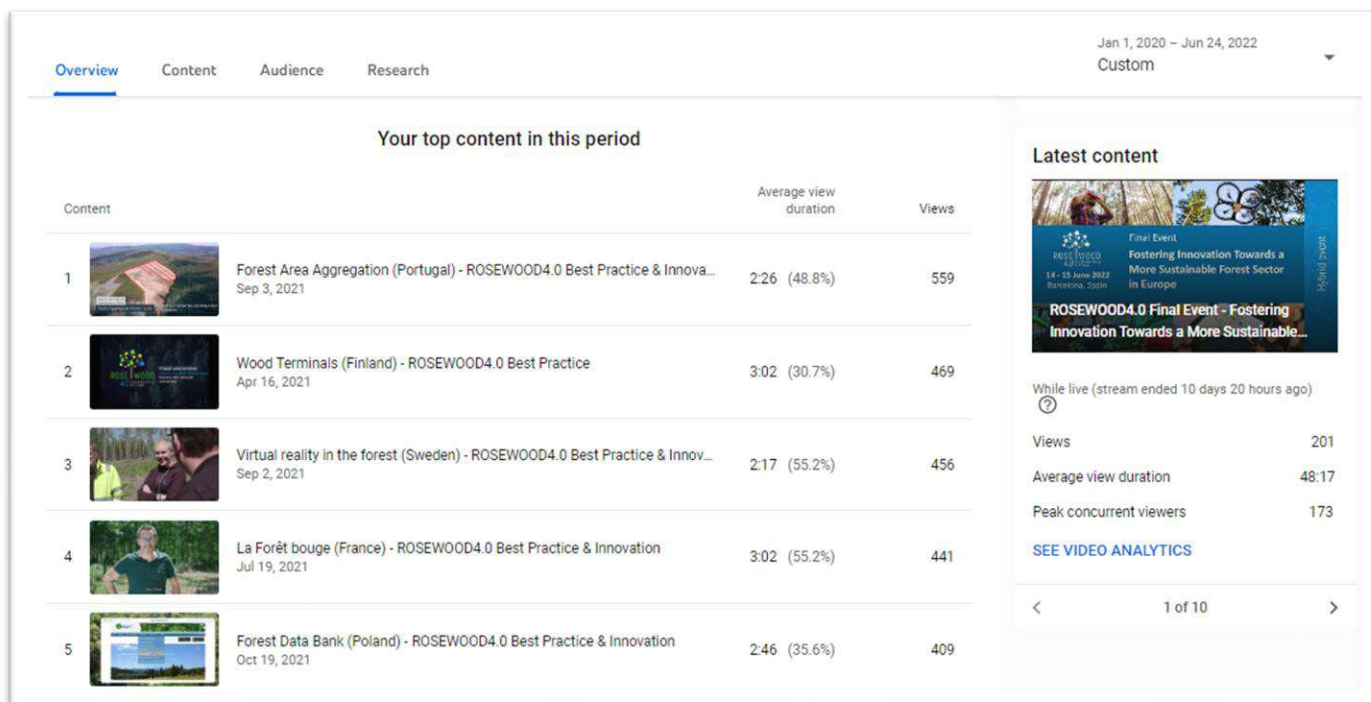 Overview Content Audience Research
Jan 1, 2020 – Jun 24, 2022
Custom
Your top content in this period
Content
Average view
duration
Views
1
Forest Area Aggregation (Portugal) - ROSEWOOD4.0 Best Practice & Innova...
Sep 3, 2021
2:26 (48.8%)
559
2
ROSEWOOD
Wood Terminals (Finland) - ROSEWOOD4.0 Best Practice
Apr 16, 2021
3:02 (30.7%)
469
3
Virtual reality in the forest (Sweden) - ROSEWOOD4.0 Best Practice & Innov...
Sep 2, 2021
2:17 (55.2%)
456
4
La Forêt bouge (France) - ROSEWOOD4.0 Best Practice & Innovation
Jul 19, 2021
3:02 (55.2%)
441
5
Forest Data Bank (Poland) - ROSEWOOD4.0 Best Practice & Innovation
Oct 19, 2021
2:46 (35.6%)
409
Latest content
ROSEWOOD
14 - 15 June 2022
Barcelona, Spain
Final Event
Fostering Innovation Towards a
More Sustainable Forest Sector
in Europe
Hybrid event
ROSEWOOD4.0 Final Event - Fostering
Innovation Towards a More Sustainable...
While live (stream ended 10 days 20 hours ago)
?
Views 201
Average view duration 48:17
Peak concurrent viewers 173
SEE VIDEO ANALYTICS
< 1 of 10 >